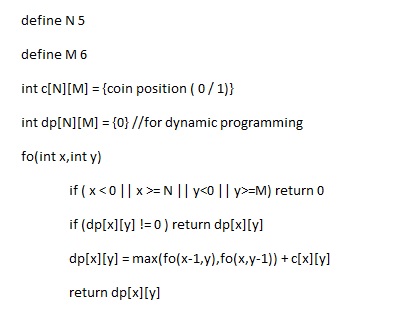 define N 5
define M 6
int c[N][M] = {coin position ( 0 / 1)}
int dp[N][M] = {0} //for dynamic programming
fo(int x,int y)
if ( x < 0 || x >= N || y<0 || y>=M) return 0
if (dp[x][y] != 0 ) return dp[x][y]
dp[x][y] = max(fo(x-1,y),fo(x,y-1)) + c[x][y]
return dp[x][y]